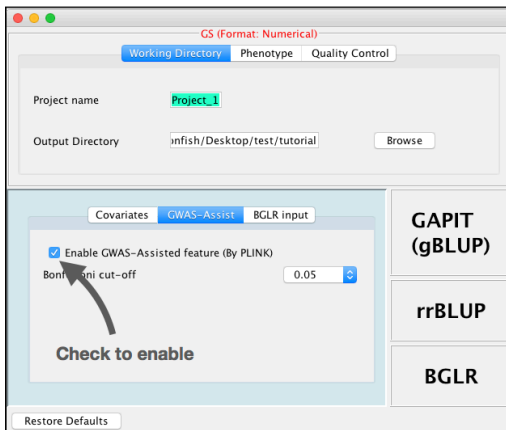 GS (Format: Numerical)
Working Directory Phenotype Quality Control
Project name Project_1
Output Directory onfish/Desktop/test/tutorial Browse
Covariates GWAS-Assist BGLR input
Enable GWAS-Assisted feature (By PLINK)
cut-off 0.05
Check to enable
GAPIT
(gBLUP)
rrBLUP
BGLR
Restore Defaults